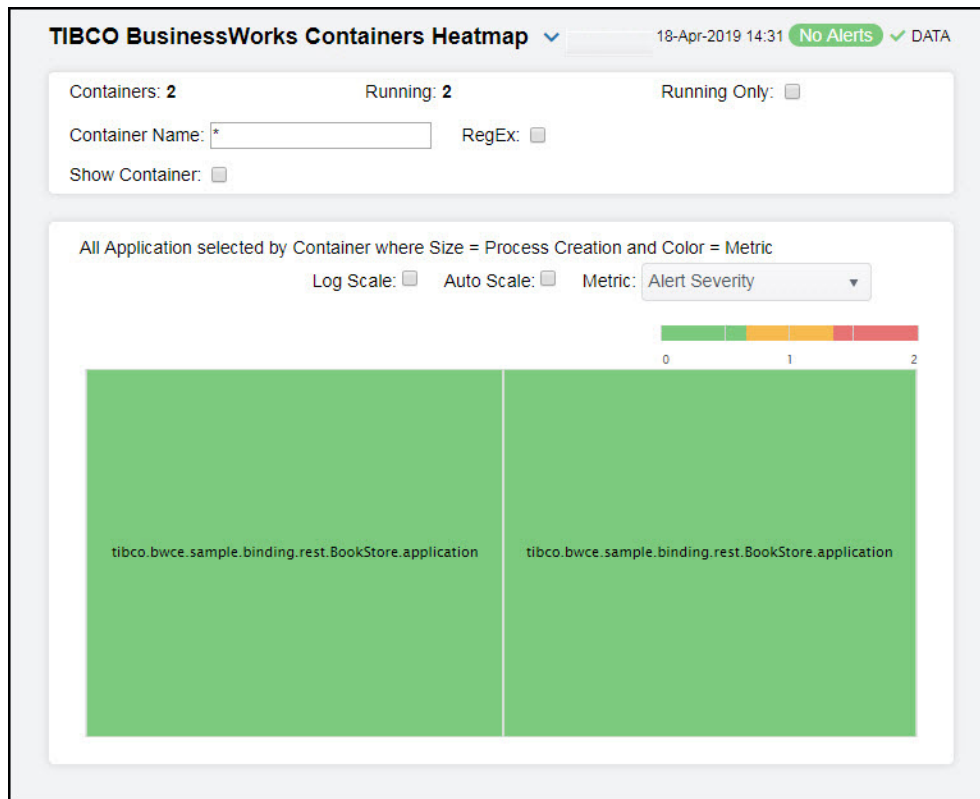 TIBCO BusinessWorks Containers Heatmap 18-Apr-2019 14:31 No Alerts DATA
Containers: 2 Running: 2 Running Only:
Container Name: * RegEx:
Show Container:
All Application selected by Container where Size = Process Creation and Color = Metric
Log Scale: Auto Scale: Metric: Alert Severity
0 1 2
tibco.bwce.sample.binding.rest.BookStore.application tibco.bwce.sample.binding.rest.BookStore.application